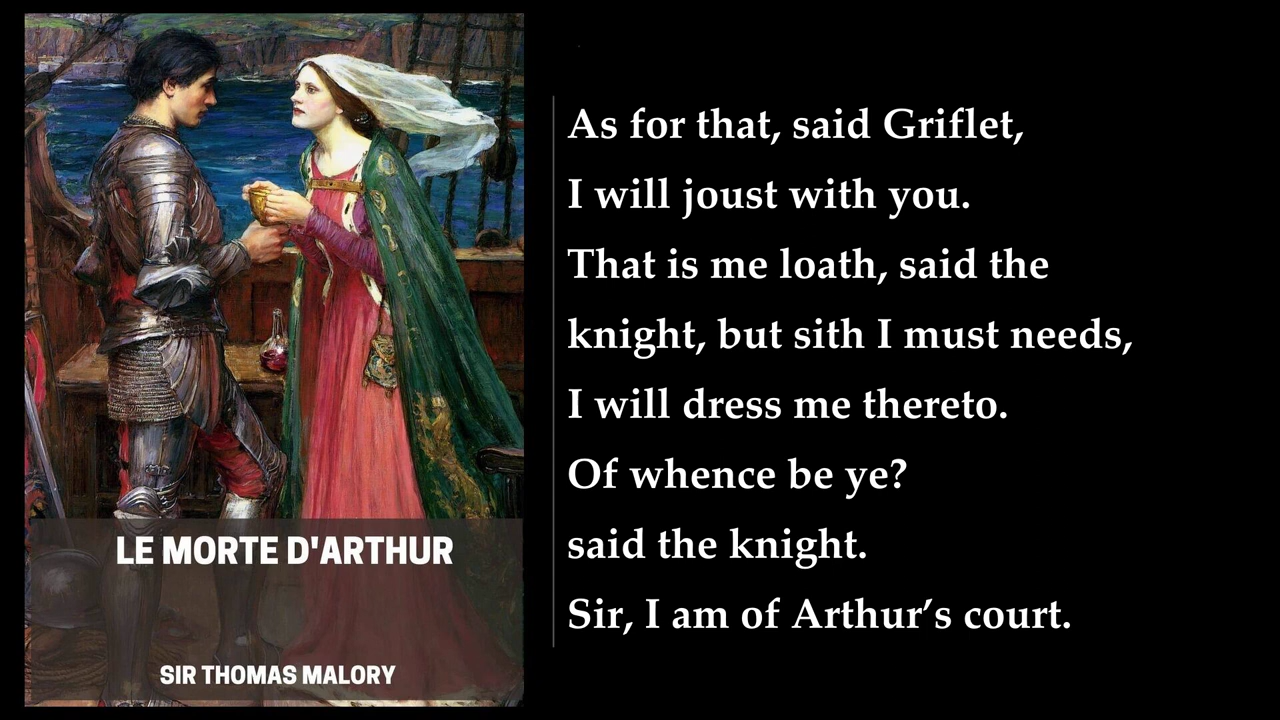 LE MORTE D'ARTHUR
SIR THOMAS MALORY
As for that, said Griflet,
I will joust with you.
That is me loath, said the
knight, but sith I must needs,
I will dress me thereto.
Of whence be ye?
said the knight.
Sir, I am of Arthur’s court.